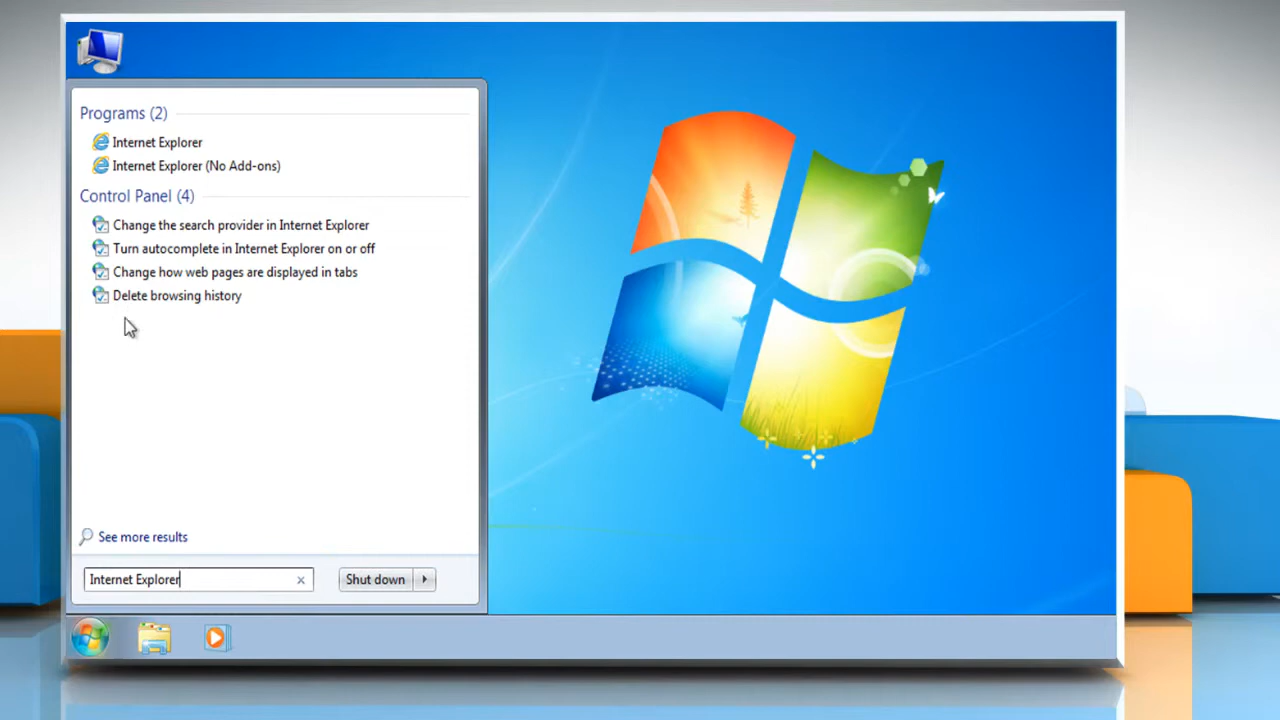 Programs (2)
Internet Explorer
Internet Explorer (No Add-ons)
Control Panel (4)
Change the search provider in Internet Explorer
Turn autocomplete in Internet Explorer on or off
Change how web pages are displayed in tabs
Delete browsing history
See more results
Internet Explorer
Shut down